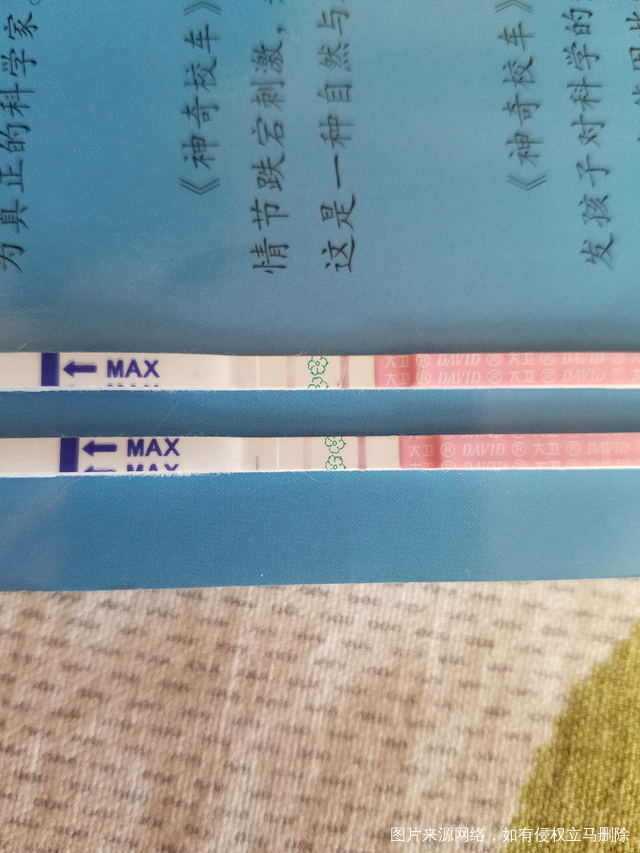 为真正的科学家。
《神奇校车》
情节跌宕刺激，
这是一种自然与
《神奇校车》
发孩子对科学的
MAX
大卫 ® DAVID ® 大卫 ® DAVID ®
大卫 ® DAVID ® 大卫 ® DAVID ®
MAX
MAX
大卫 ® DAVID ® 大卫 ® DAVID
图片来源网络，如有侵权立马删除